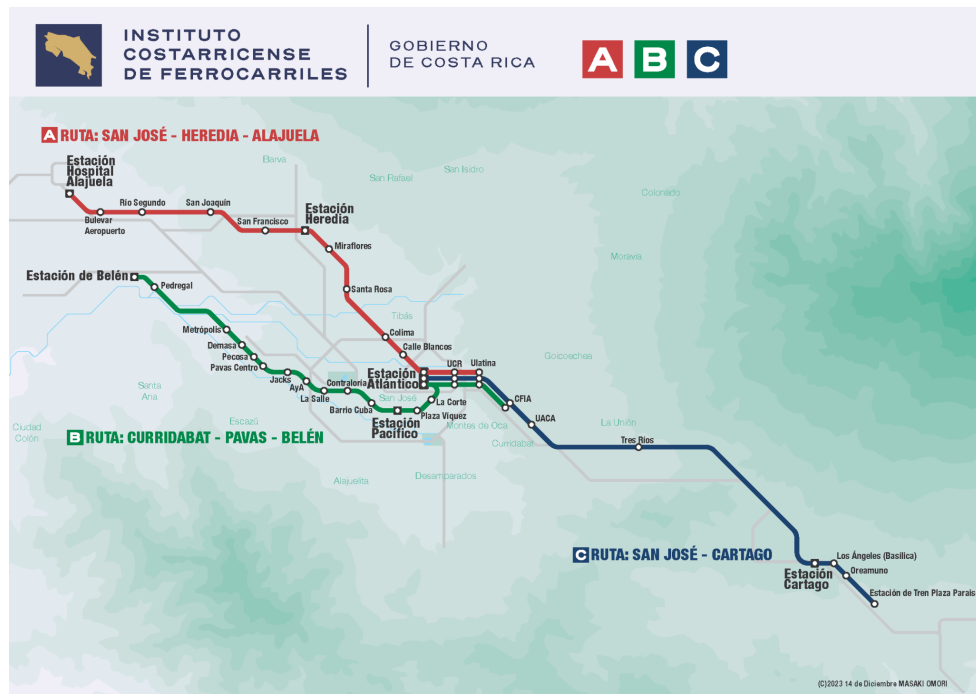 INSTITUTO
COSTARRICENSE
DE FERROCARRILES
GOBIERNO
DE COSTA RICA
A B C
A RUTA: SAN JOSÉ - HEREDIA - ALAJUELA
Estación
Hospital
Alajuela
Barva
San Rafael
San Isidro
Colonado
Río Segundo
San Joaquín
Bulevar
Aeropuerto
San Francisco
Estación
Heredia
Miraflores
Moravia
Estación de Belén
Pedregal
Santa Rosa
Tibás
Metrópolis
Colima
Demasa
Calle Blancos
Pecosa
Pavas Centro
Goicoechea
UCR
Ulatina
Estación
Atlántico
Jacks
AyA
La Salle
Contraloría
Santa
Ana
San José
La Corte
CFIA
Barrio Cuba
Plaza Víquez
UACA
Escazú
Estación
Pacífico
Montes de Oca
La Unión
Ciudad
Colón
B RUTA: CURRIDABAT - PAVAS - BELÉN
Curridabat
Tres Ríos
Alajuelita
Desamparados
C RUTA: SAN JOSÉ - CARTAGO
Los Ángeles (Basílica)
Estación
Cartago
Oreamuno
Estación de Tren Plaza Parais
(C)2023 14 de Diciembre MASAKI OMORI